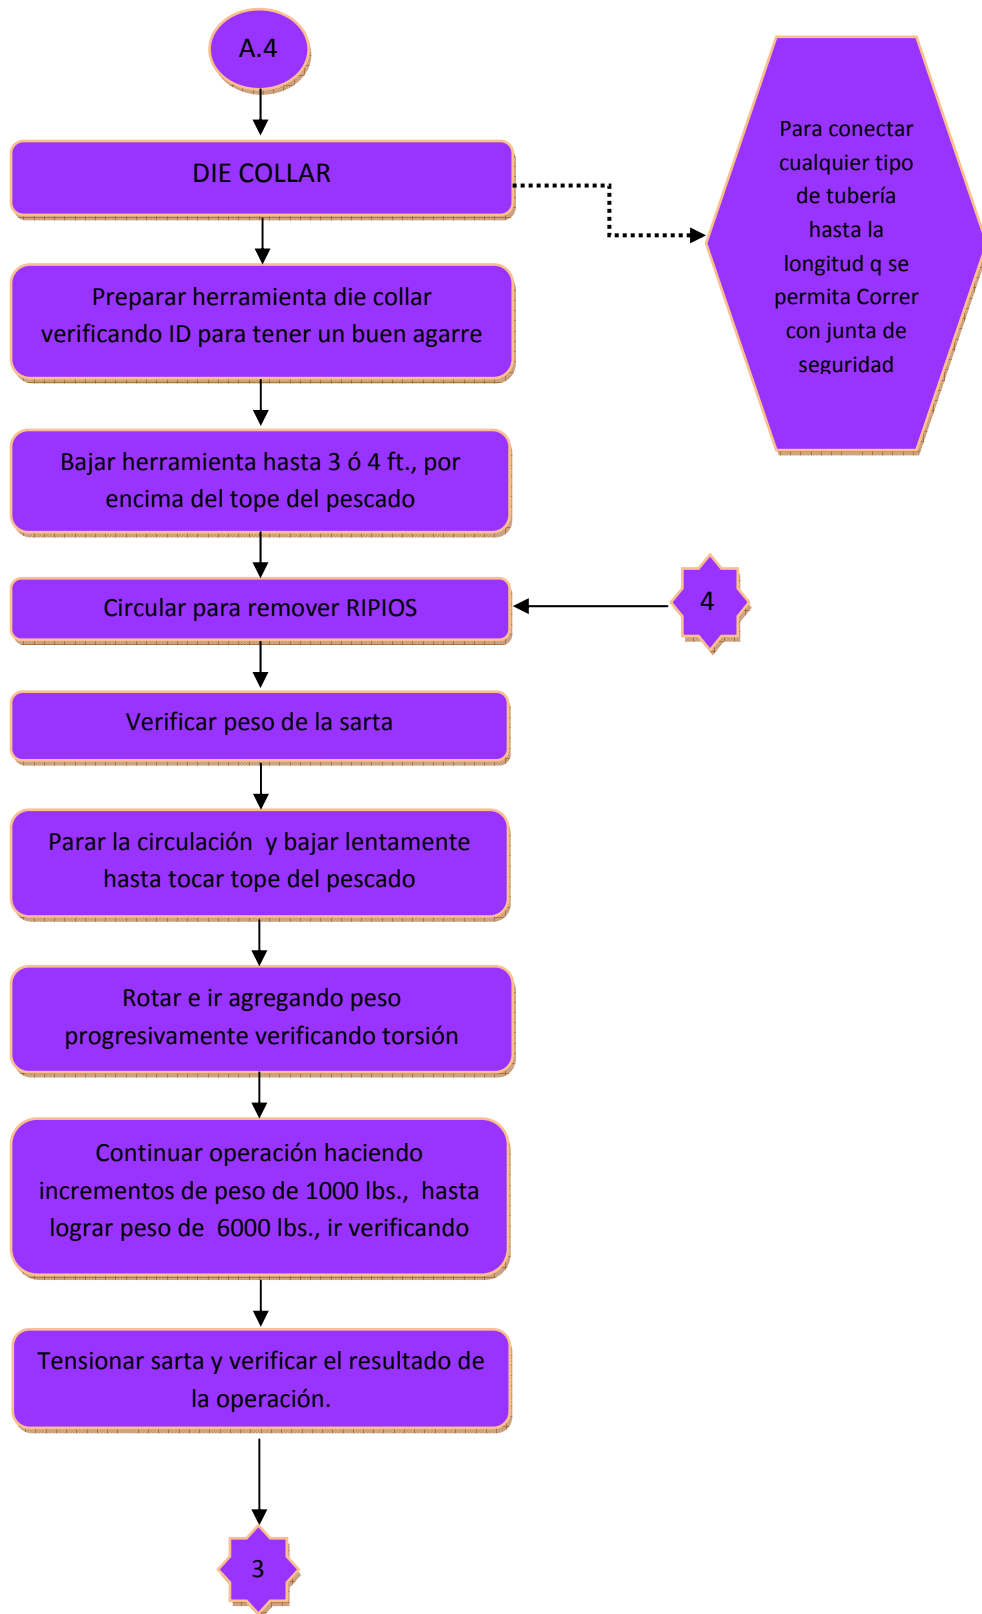 A.4
DIE COLLAR
Para conectar
cualquier tipo
de tubería
hasta la
longitud q se
permita Correr
con junta de
seguridad
Preparar herramienta die collar
verificando ID para tener un buen agarre
Bajar herramienta hasta 3 ó 4 ft., por
encima del tope del pescado
Circular para remover RIPIOS
4
Verificar peso de la sarta
Parar la circulación y bajar lentamente
hasta tocar tope del pescado
Rotar e ir agregando peso
progresivamente verificando torsión
Continuar operación haciendo
incrementos de peso de 1000 lbs., hasta
lograr peso de 6000 lbs., ir verificando
Tensionar sarta y verificar el resultado de
la operación.
3